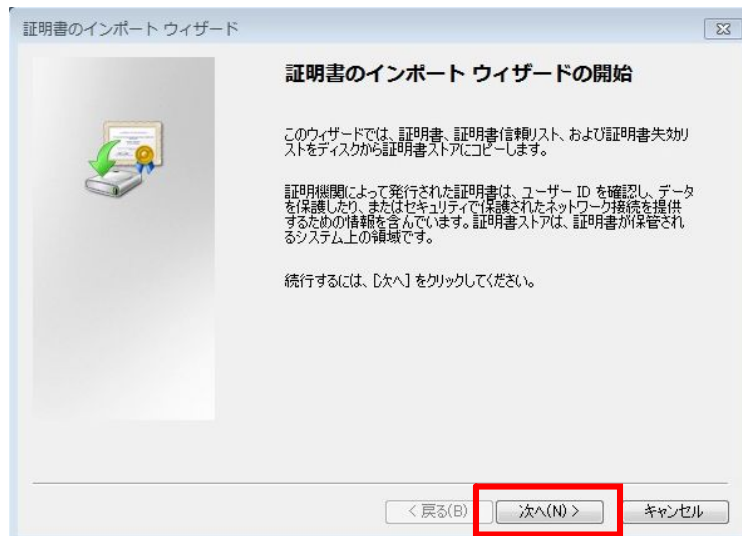 証明書のインポート ウィザード
証明書のインポート ウィザードの開始
このウィザードでは、証明書、証明書信頼リスト、および証明書失効リ
ストをディスクから証明書ストアにコピーします。
証明機関によって発行された証明書は、ユーザー ID を確認し、データ
を保護したり、またはセキュリティで保護されたネットワーク接続を提供
するための情報を含んでいます。証明書ストアは、証明書が保管され
るシステム上の領域です。
続行するには、[次へ] をクリックしてください。
< 戻る(B) 次へ(N) > キャンセル